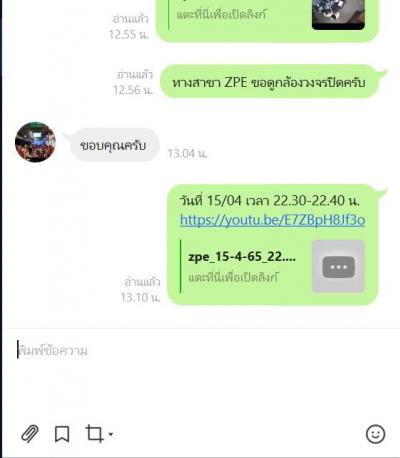 อ่านแล้ว
12.55 น.
แตะที่นี่เพื่อเปิดลิงก์
อ่านแล้ว
12.56 น.
ทางสาขา ZPE ขอดูกล้องวงจรปิดครับ
ขอบคุณครับ
13.04 น.
วันที่ 15/04 เวลา 22.30-22.40 น.
https://youtu.be/E7ZBpH8Jf3o
zpe_15-4-65_22....
แตะที่นี่เพื่อเปิดลิงก์
อ่านแล้ว
13.10 น.
พิมพ์ข้อความ